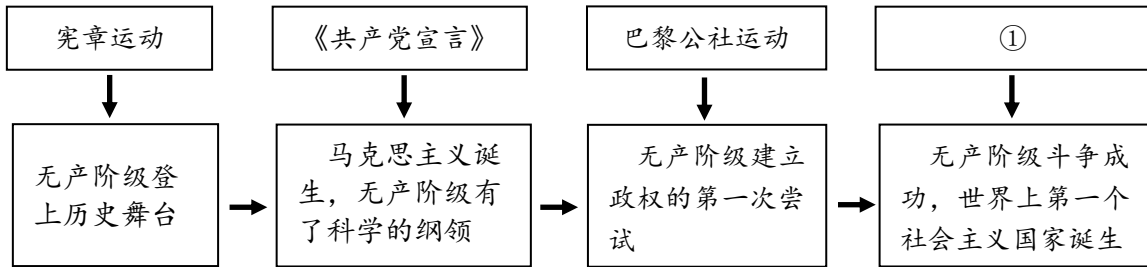 宪章运动
《共产党宣言》
巴黎公社运动
①
无产阶级登
上历史舞台
马克思主义诞
生，无产阶级有
了科学的纲领
无产阶级建立
政权的第一次尝
试
无产阶级斗争成
功，世界上第一个
社会主义国家诞生